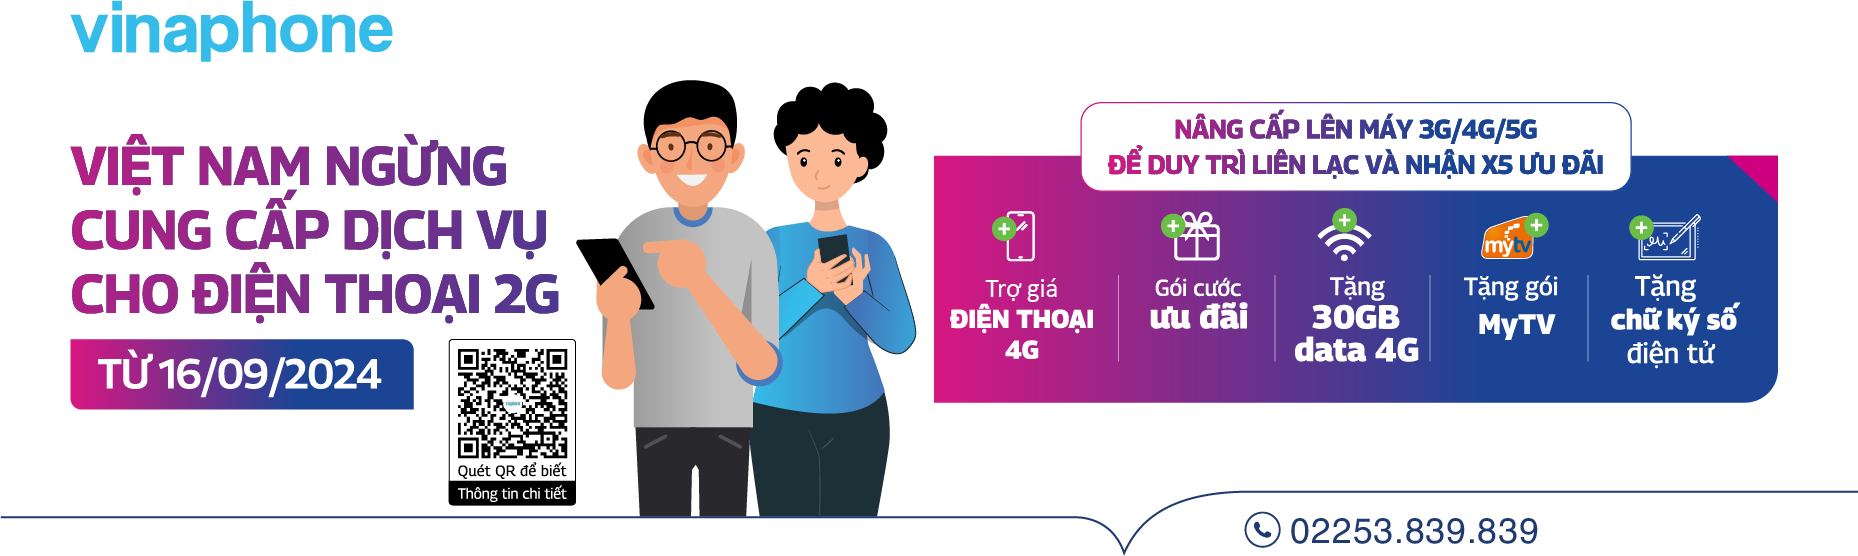 vinaphone
VIỆT NAM NGỪNG
CUNG CẤP DỊCH VỤ
CHO ĐIỆN THOẠI 2G
TỪ 16/09/2024
Quét QR để biết
Thông tin chi tiết
NÂNG CẤP LÊN MÁY 3G/4G/5G
ĐỂ DUY TRÌ LIÊN LẠC VÀ NHẬN X5 ƯU ĐÃI
Trợ giá
ĐIỆN THOẠI
4G
Gói cước
ưu đãi
Tặng
30GB
data 4G
mytv
Tặng gói
MyTV
Tặng
chữ ký số
điện tử
02253.839.839